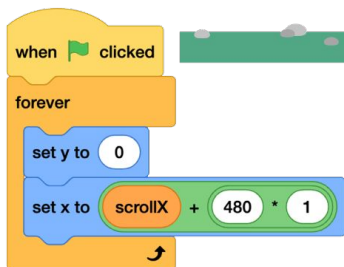 when clicked
forever
set y to 0
set x to scrollX + 480 * 1